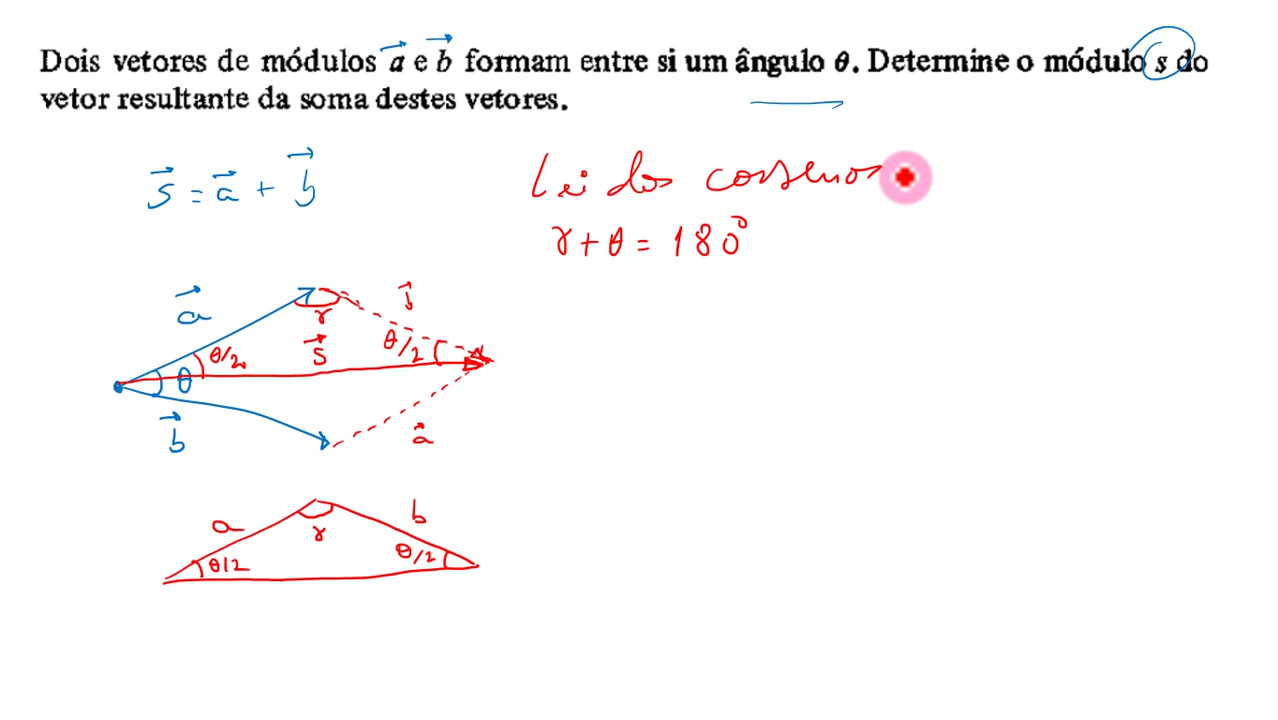 Dois vetores de módulos a⃗ e b⃗ formam entre si um ângulo θ. Determine o módulo s do
vetor resultante da soma destes vetores.
s⃗ = a⃗ + b⃗
Lei dos cossenos
γ + θ = 180°
a⃗
γ
b⃗
θ/2
s⃗
θ/2
θ
b⃗
a⃗
a
b
γ
θ/2
θ/2